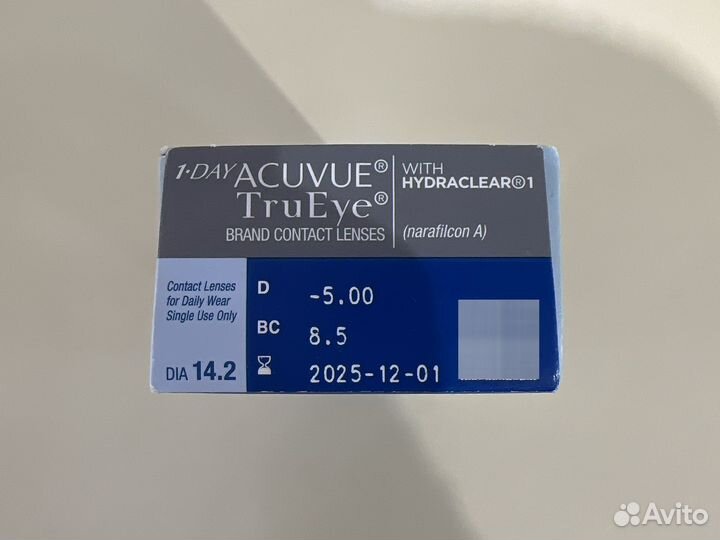 1·DAY ACUVUE®
TruEye®
BRAND CONTACT LENSES
WITH
HYDRACLEAR®1
(narafilcon A)
Contact Lenses
for Daily Wear
Single Use Only
DIA 14.2
D -5.00
BC 8.5
2025-12-01
Avito